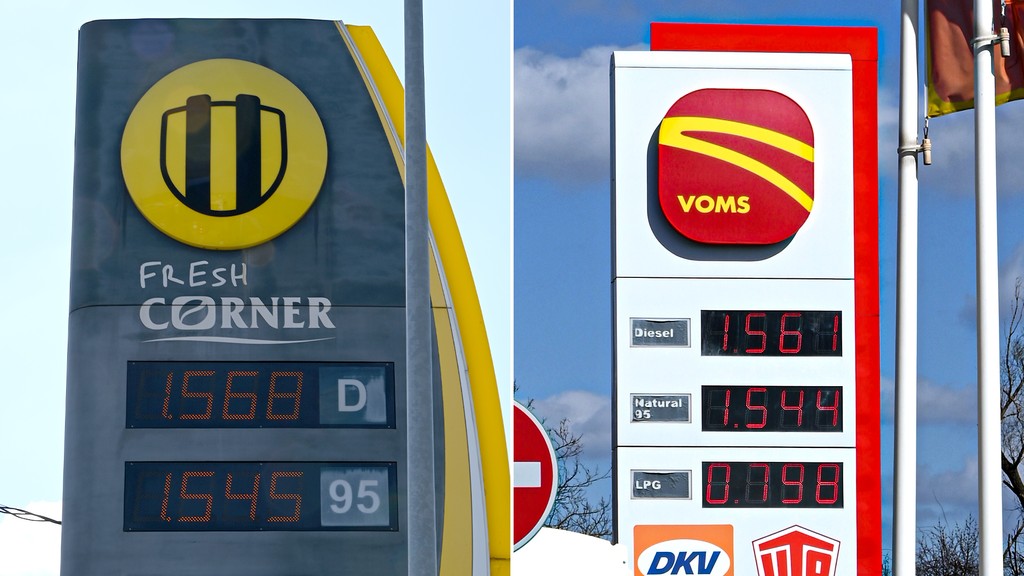 FRESH
CORNER
1.568 D
1.545 95
VOMS
Diesel 1.561
Natural 1.544
95
LPG 0.798
DKV
UTA